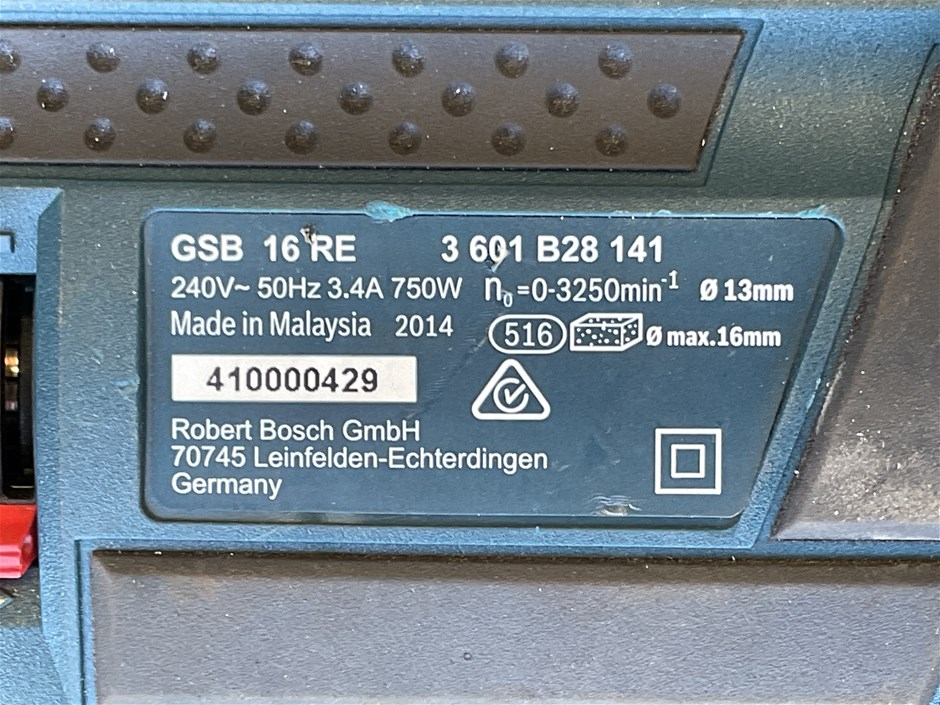 GSB 16 RE 3 601 B28 141
240V~ 50Hz 3.4A 750W n₀=0-3250min⁻¹ Ø 13mm
Made in Malaysia 2014 516 Ø max.16mm
410000429
Robert Bosch GmbH
70745 Leinfelden-Echterdingen
Germany